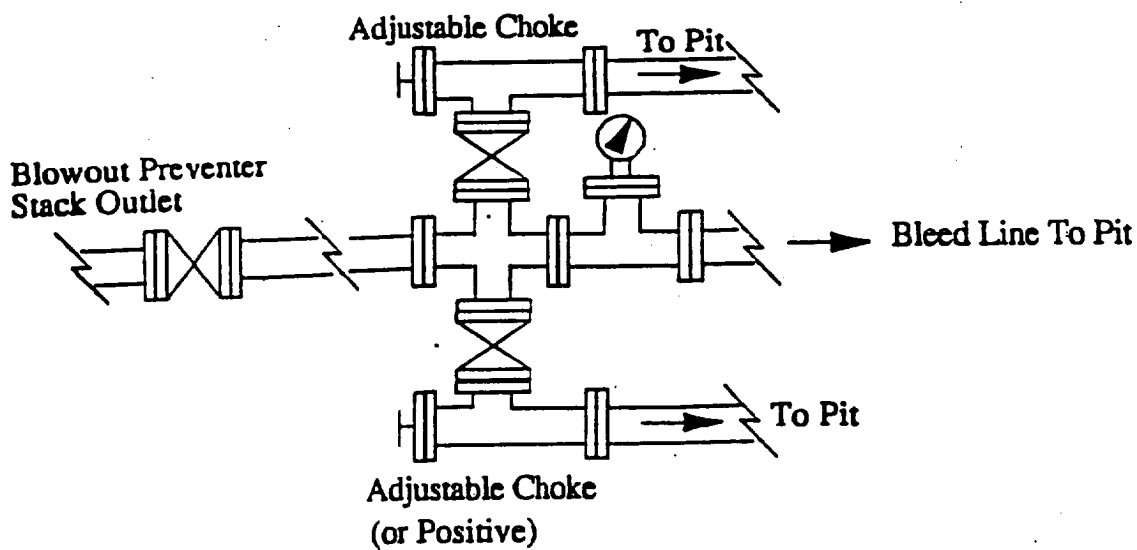 Adjustable Choke
To Pit
Blowout Preventer
Stack Outlet
Bleed Line To Pit
To Pit
Adjustable Choke
(or Positive)